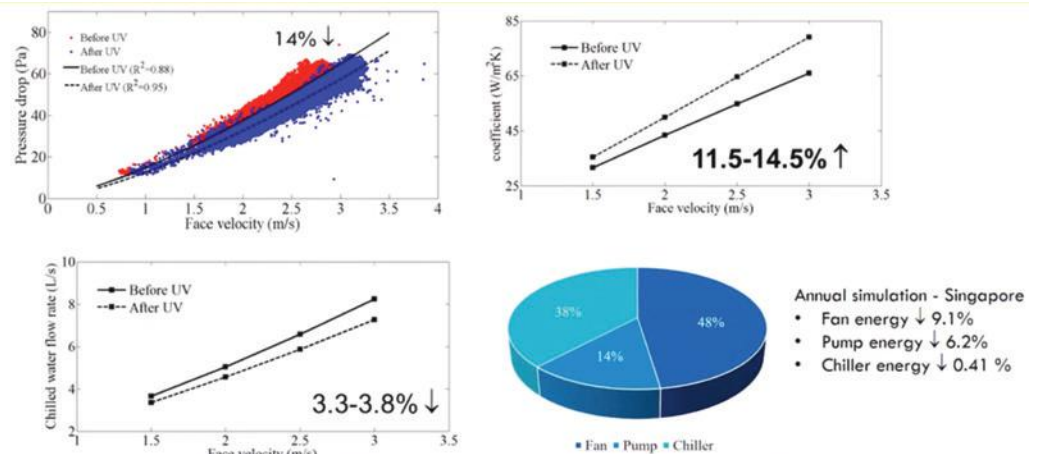 80
60
40
20
0
Pressure drop (Pa)
Before UV
After UV
Before UV (R²=0.88)
After UV (R²=0.95)
14% ↓
0 0.5 1 1.5 2 2.5 3 3.5 4
Face velocity (m/s)
85
65
45
25
coefficient (W/m²K)
Before UV
After UV
11.5-14.5% ↑
1 1.5 2 2.5 3 3.5
Face velocity (m/s)
10
8
6
4
2
Chilled water flow rate (L/s)
Before UV
After UV
3.3-3.8% ↓
1 1.5 2 2.5 3 3.5
Face velocity (m/s)
38%
48%
14%
Fan Pump Chiller
Annual simulation - Singapore
• Fan energy ↓ 9.1%
• Pump energy ↓ 6.2%
• Chiller energy ↓ 0.41 %